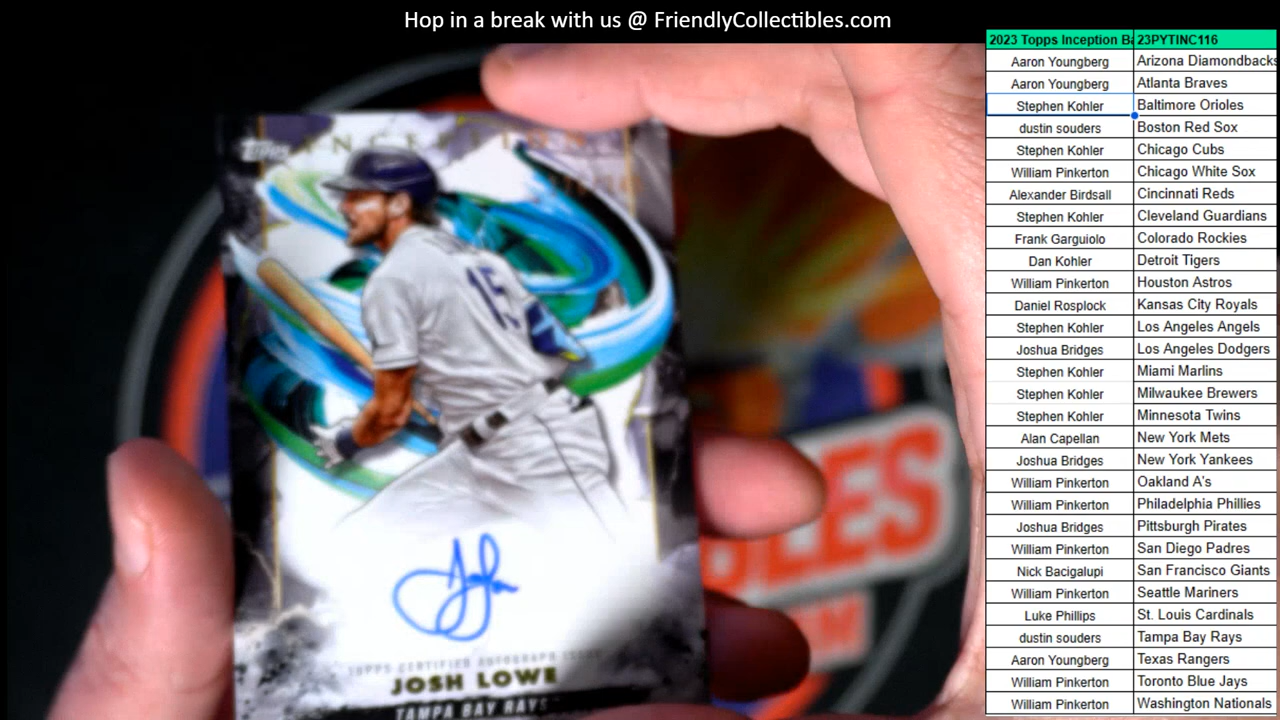 Hop in a break with us @ FriendlyCollectibles.com
2023 Topps Inception Ba 23PYTINC116
Aaron Youngberg Arizona Diamondbacks
Aaron Youngberg Atlanta Braves
Stephen Kohler Baltimore Orioles
dustin souders Boston Red Sox
Stephen Kohler Chicago Cubs
William Pinkerton Chicago White Sox
Alexander Birdsall Cincinnati Reds
Stephen Kohler Cleveland Guardians
Frank Garguiolo Colorado Rockies
Dan Kohler Detroit Tigers
William Pinkerton Houston Astros
Daniel Rosplock Kansas City Royals
Stephen Kohler Los Angeles Angels
Joshua Bridges Los Angeles Dodgers
Stephen Kohler Miami Marlins
Stephen Kohler Milwaukee Brewers
Stephen Kohler Minnesota Twins
Alan Capellan New York Mets
Joshua Bridges New York Yankees
William Pinkerton Oakland A's
William Pinkerton Philadelphia Phillies
Joshua Bridges Pittsburgh Pirates
William Pinkerton San Diego Padres
Nick Bacigalupi San Francisco Giants
William Pinkerton Seattle Mariners
Luke Phillips St. Louis Cardinals
dustin souders Tampa Bay Rays
Aaron Youngberg Texas Rangers
William Pinkerton Toronto Blue Jays
William Pinkerton Washington Nationals
Topps INCEPTION
15
TOPPS CERTIFIED AUTOGRAPH ISSUE
JOSH LOWE
TAMPA BAY RAYS